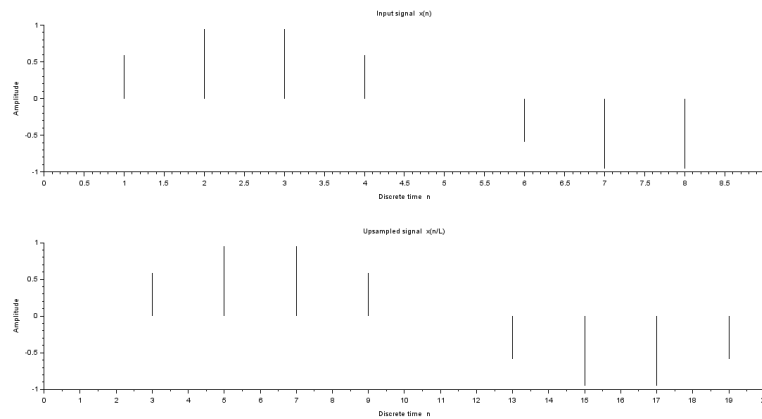 Input signal x(n)
1
0.5
0
-0.5
-1
Amplitude
0 0.5 1 1.5 2 2.5 3 3.5 4 4.5 5 5.5 6 6.5 7 7.5 8 8.5
Discrete time n
Upsampled signal x(n/L)
1
0.5
0
-0.5
-1
Amplitude
0 1 2 3 4 5 6 7 8 9 10 11 12 13 14 15 16 17 18 19
Discrete time n